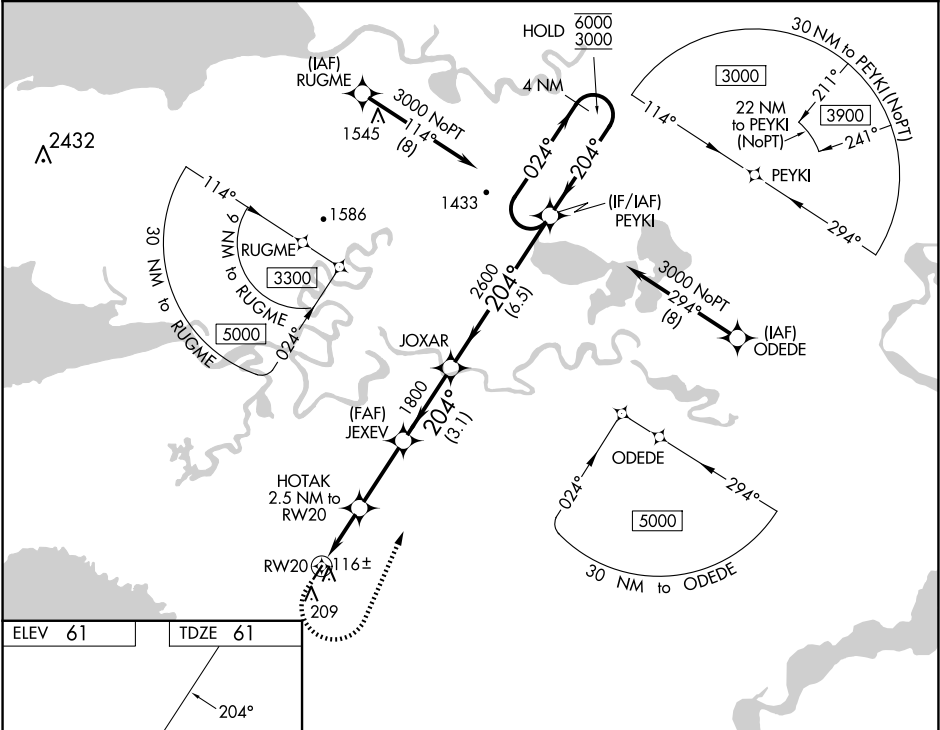 HOLD 6000
3000
4 NM
(IAF)
RUGME
3000 NoPT
114°
(8)
1545
2432
1433
1586
024°
204°
(IF/IAF)
PEYKI
30 NM to PEYKI (NoPT)
3000
211°
22 NM
to PEYKI
(NoPT)
3900
241°
114°
PEYKI
294°
114°
RUGME
9 NM to RUGME
3300
30 NM to RUGME
5000
024°
2600
204°
(6.5)
3000 NoPT
294°
(8)
(IAF)
ODEDE
JOXAR
1800
204°
(3.1)
(FAF)
JEXEV
HOTAK
2.5 NM to
RW20
RW20
116±
209
ODEDE
024°
294°
5000
30 NM to ODEDE
ELEV 61
TDZE 61
204°